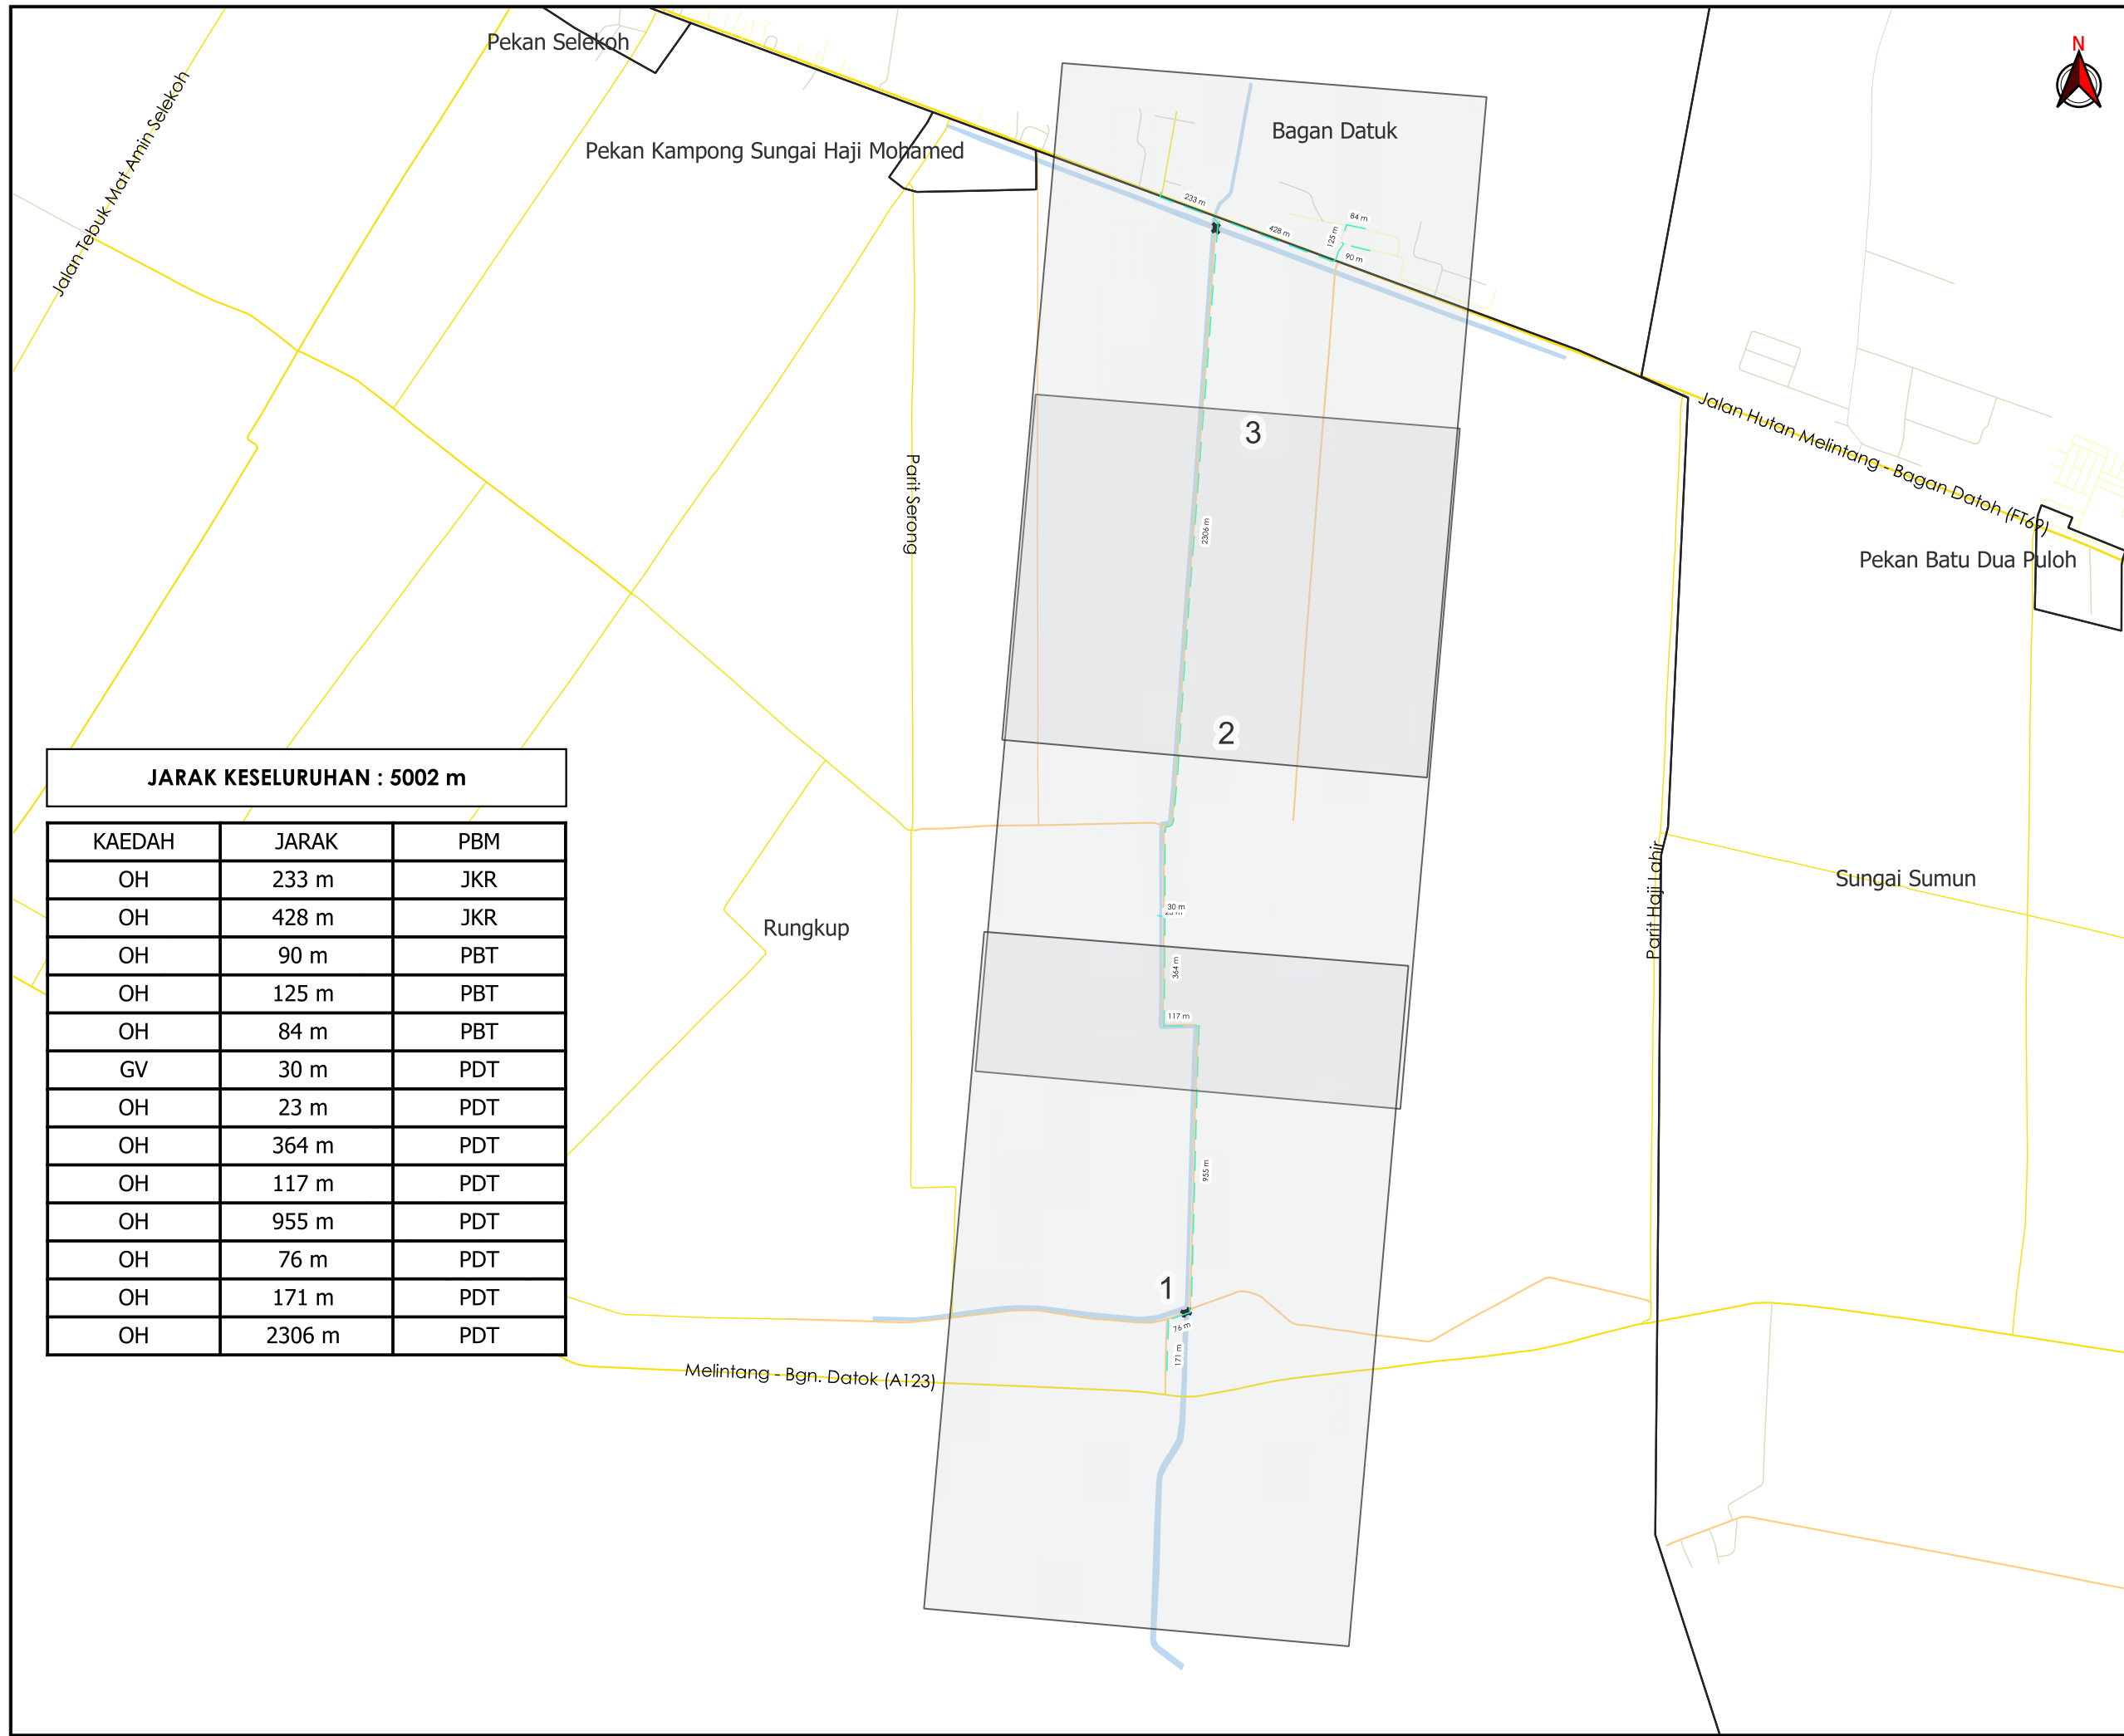 N
Pekan Selekoh
Jalan Tebuk Mat Amin Selekoh
Pekan Kampong Sungai Haji Mohamed
Bagan Datuk
233 m
428 m
84 m
125 m
90 m
3
Jalan Hutan Melintang - Bagan Datoh (FT69)
Parit Serong
2306 m
Pekan Batu Dua Puloh
2
JARAK KESELURUHAN : 5002 m
KAEDAH JARAK PBM
OH 233 m JKR
OH 428 m JKR
OH 90 m PBT
OH 125 m PBT
OH 84 m PBT
GV 30 m PDT
OH 23 m PDT
OH 364 m PDT
OH 117 m PDT
OH 955 m PDT
OH 76 m PDT
OH 171 m PDT
OH 2306 m PDT
Parit Haji Lahir
Sungai Sumun
Rungkup
30 m
23 m
364 m
117 m
955 m
1
76 m
171 m
Melintang - Bgn. Datok (A123)